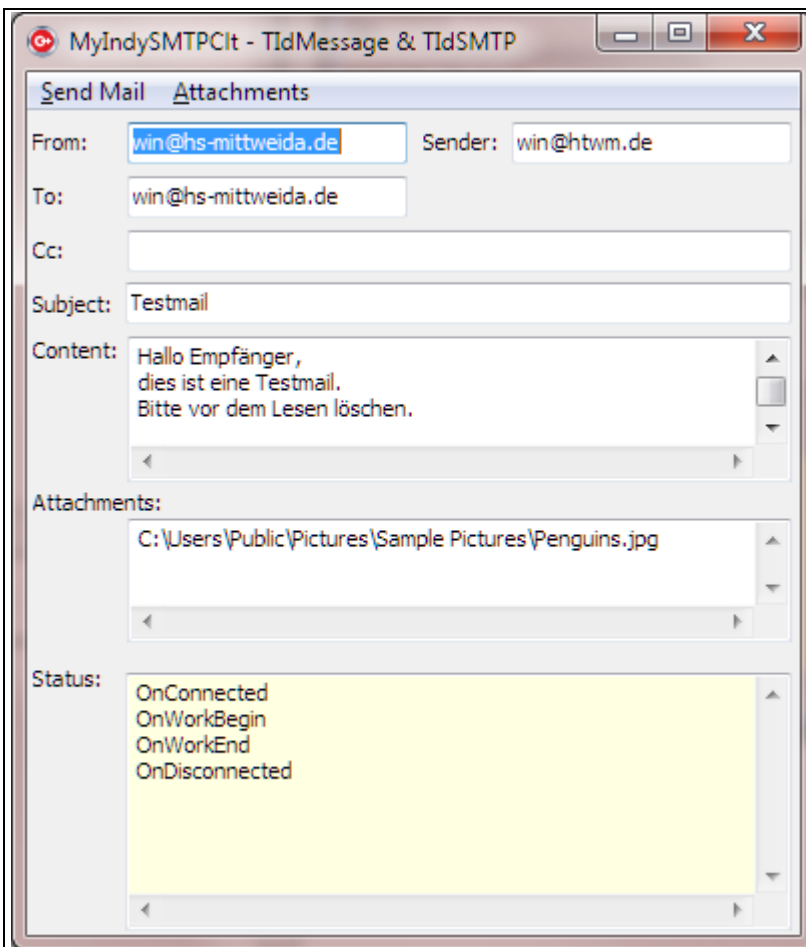 MyIndySMTPClt - TIdMessage & TIdSMTP
Send Mail Attachments
From: win@hs-mittweida.de Sender: win@htwm.de
To: win@hs-mittweida.de
Cc:
Subject: Testmail
Content: Hallo Empfänger,
dies ist eine Testmail.
Bitte vor dem Lesen löschen.
Attachments:
C:\Users\Public\Pictures\Sample Pictures\Penguins.jpg
Status: OnConnected
OnWorkBegin
OnWorkEnd
OnDisconnected